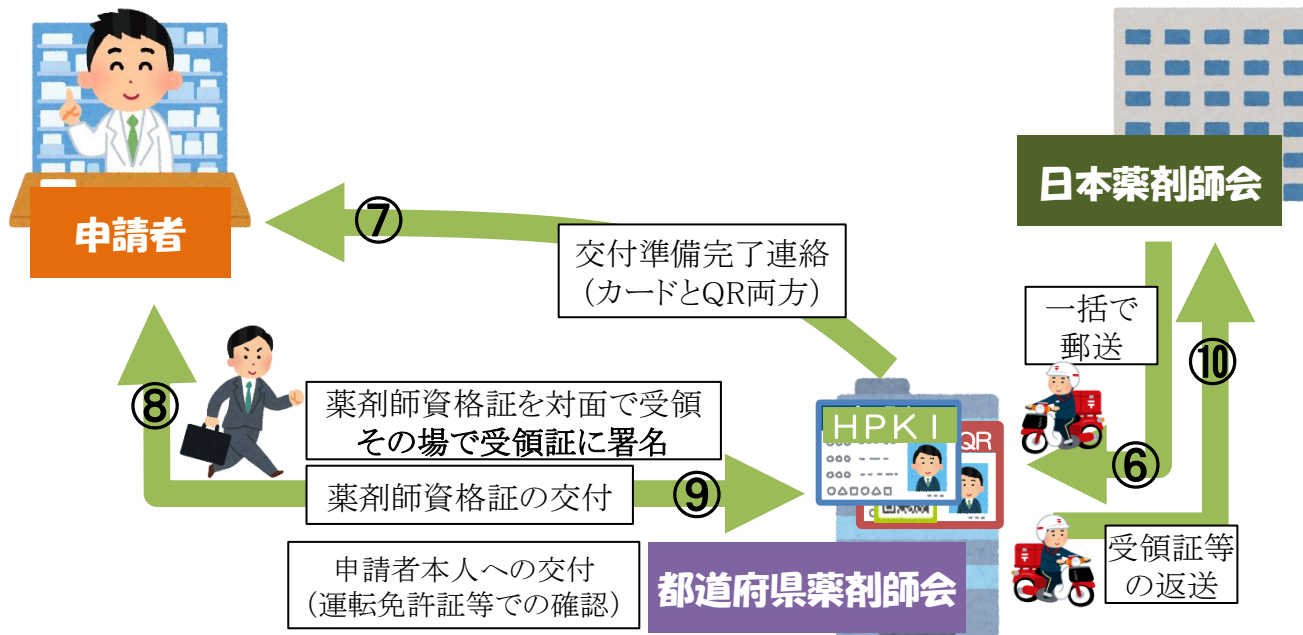 申請者
日本薬剤師会
⑦
交付準備完了連絡
（カードとQR両方）
一括で
郵送
⑩
⑧
薬剤師資格証を対面で受領
その場で受領証に署名
HPKI
QR
⑥
薬剤師資格証の交付
⑨
申請者本人への交付
（運転免許証等での確認）
都道府県薬剤師会
受領証等
の返送